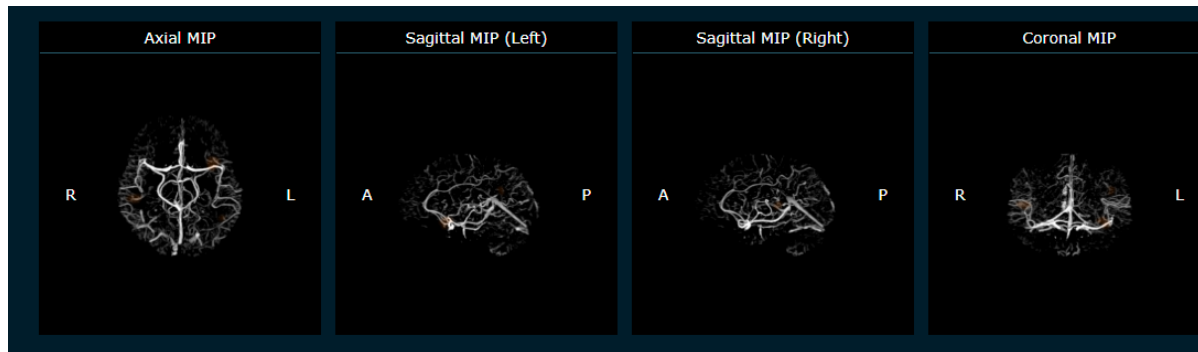 Axial MIP
Sagittal MIP (Left)
Sagittal MIP (Right)
Coronal MIP
R L
A P
A P
R L